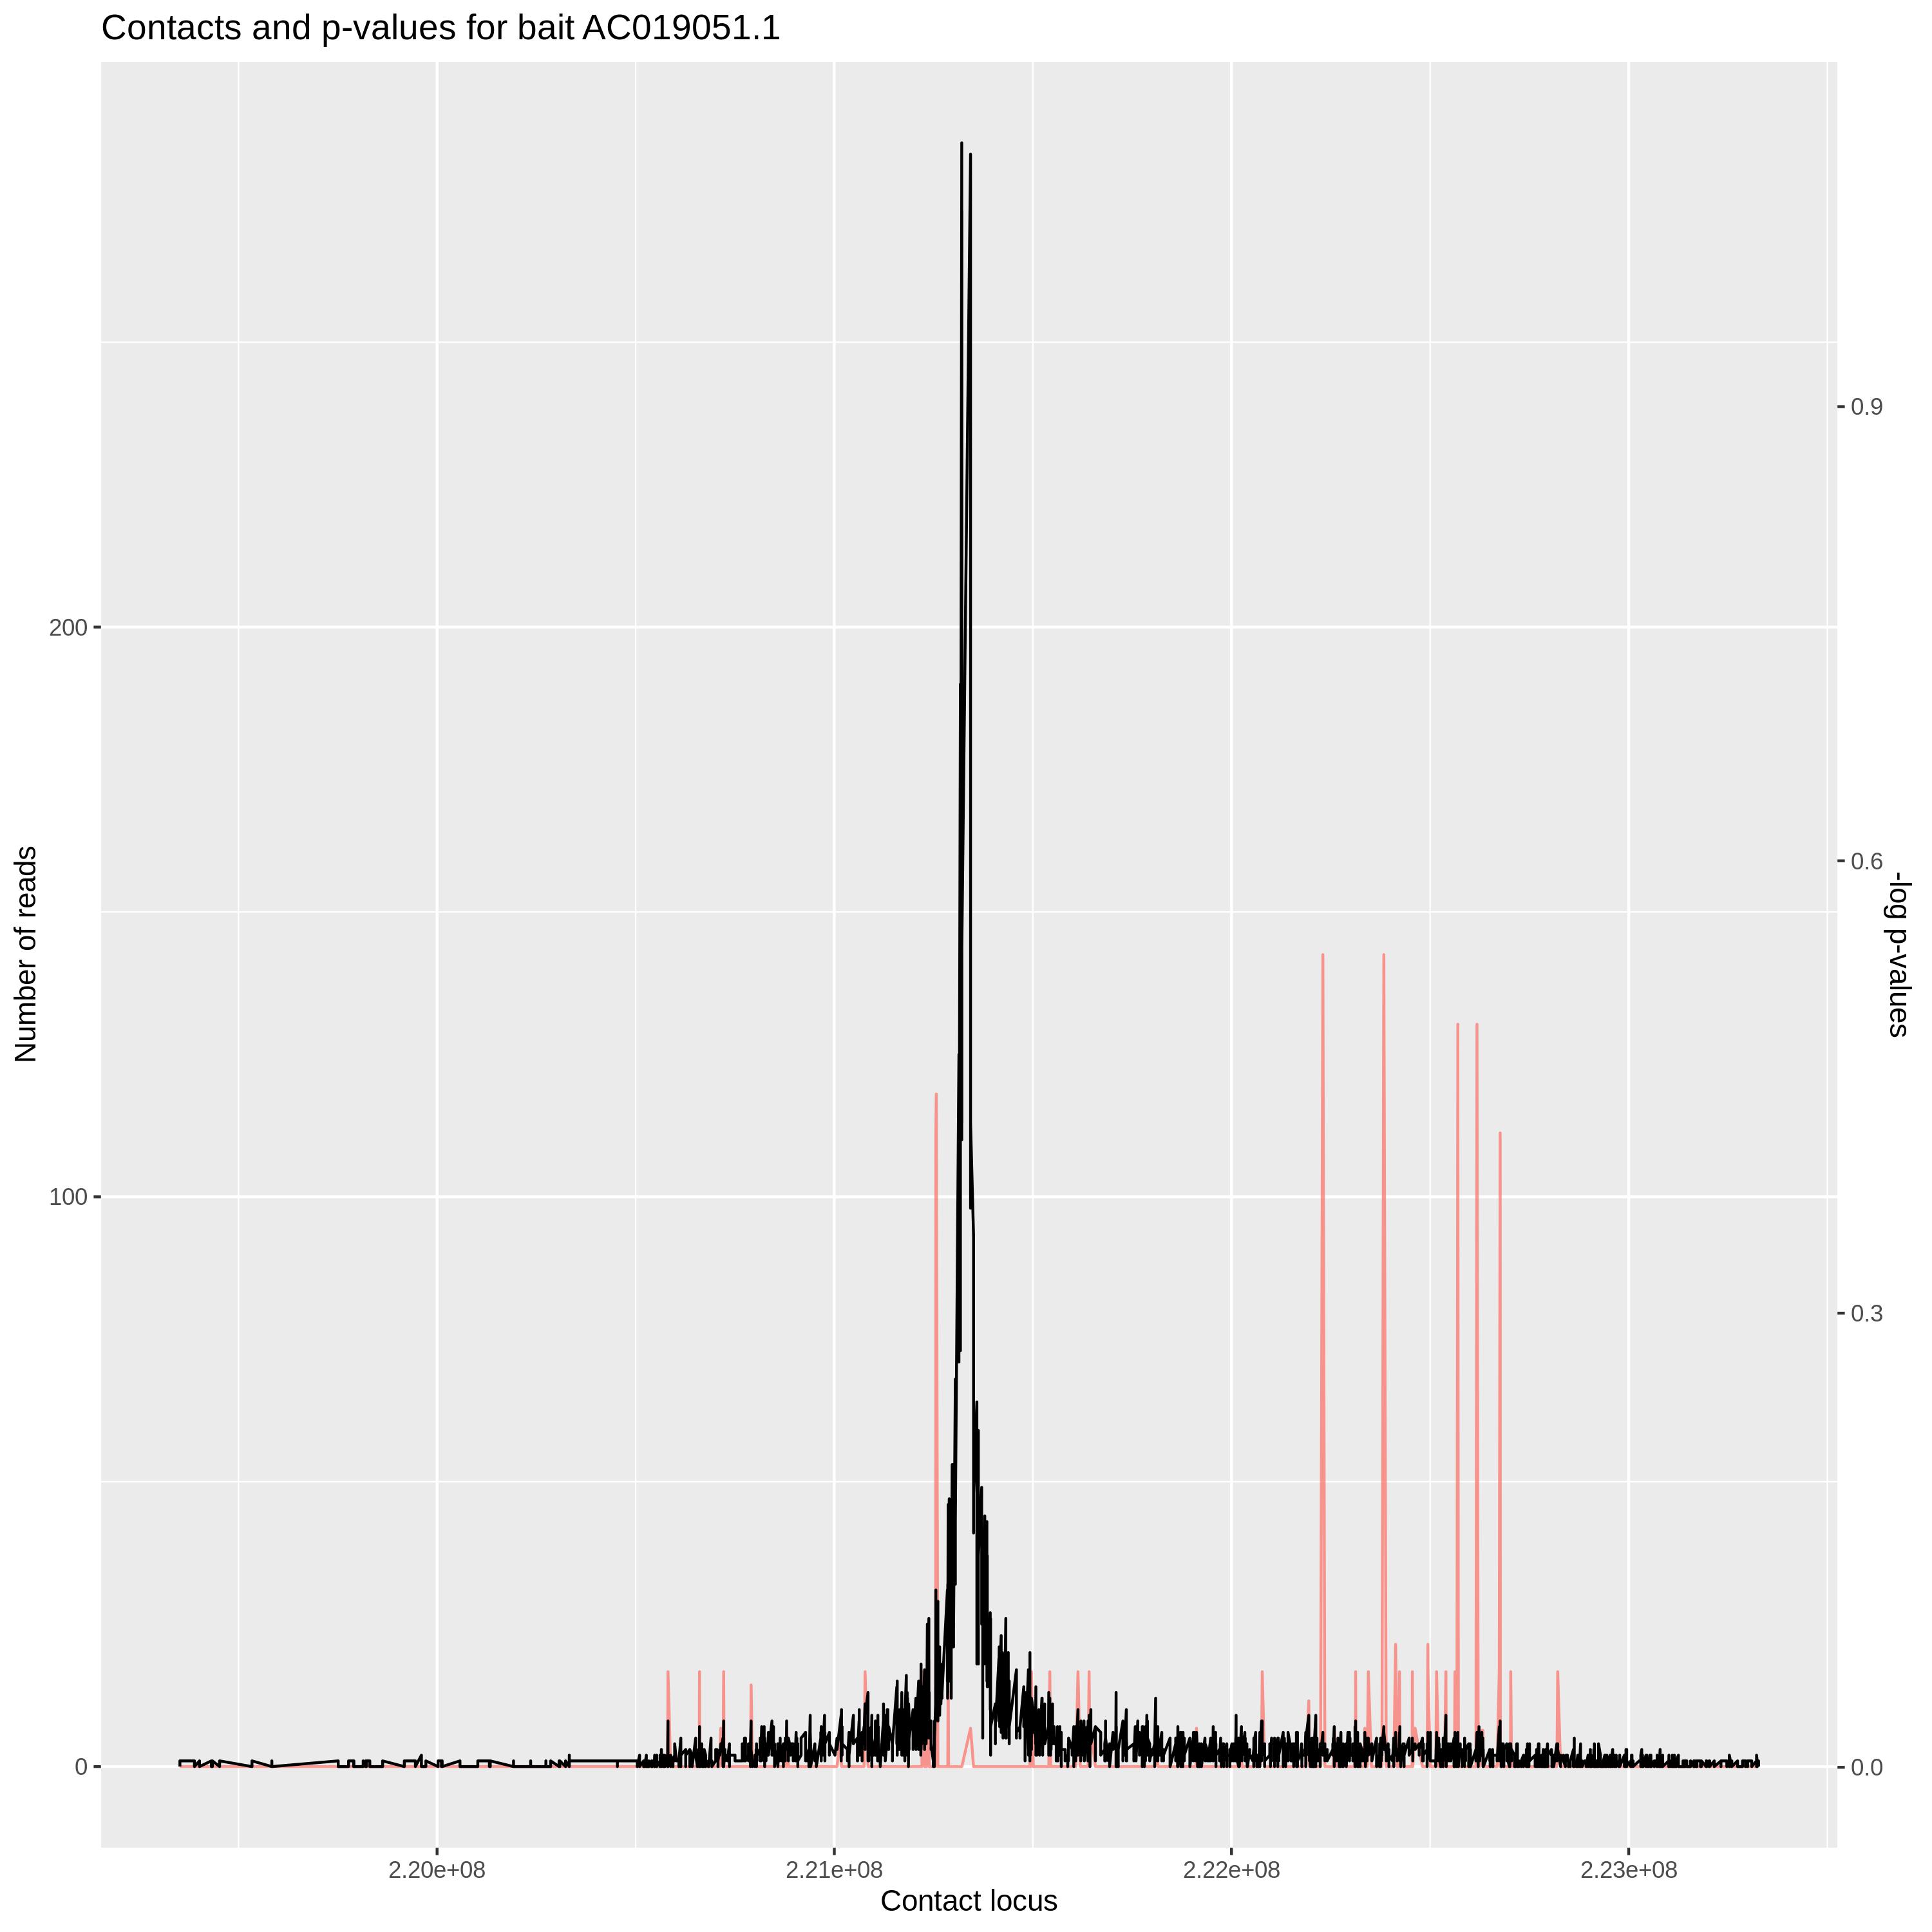 Contacts and p-values for bait AC019051.1
Number of reads
200
100
0
0.9
0.6
0.3
0.0
-log p-values
2.20e+08
2.21e+08
2.22e+08
2.23e+08
Contact locus